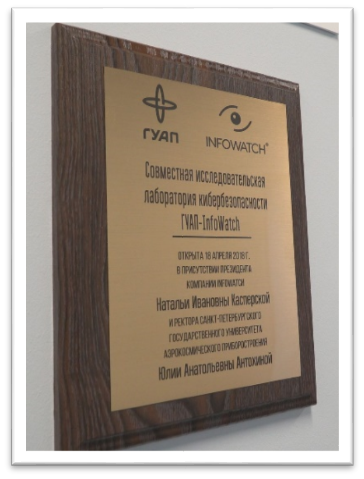 ГУАП
INFOWATCH®
Совместная исследовательская
лаборатория кибербезопасности
ГУАП-InfoWatch
ОТКРЫТА 18 АПРЕЛЯ 2018 Г.
В ПРИСУТСТВИИ ПРЕЗИДЕНТА
КОМПАНИИ INFOWATCH
Натальи Ивановны Касперской
И РЕКТОРА САНКТ-ПЕТЕРБУРГСКОГО
ГОСУДАРСТВЕННОГО УНИВЕРСИТЕТА
АЭРОКОСМИЧЕСКОГО ПРИБОРОСТРОЕНИЯ
Юлии Анатольевны Антохиной